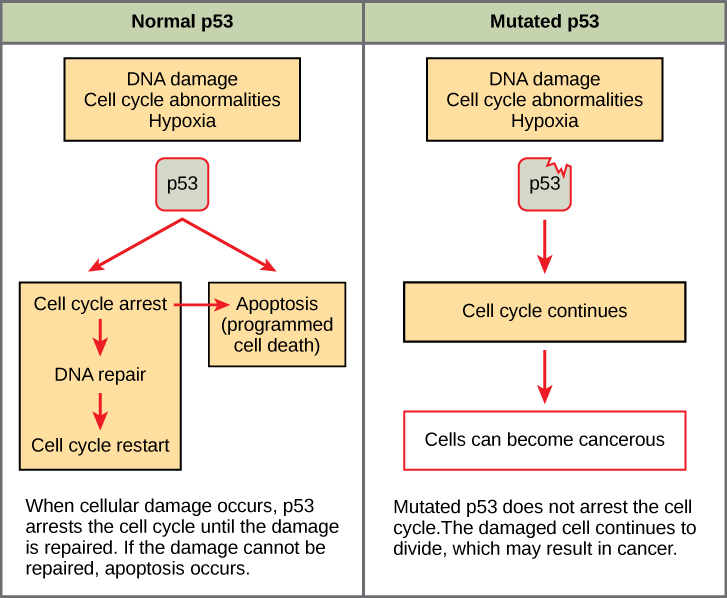 Normal p53
DNA damage
Cell cycle abnormalities
Hypoxia
p53
Cell cycle arrest
DNA repair
Cell cycle restart
Apoptosis
(programmed
cell death)
When cellular damage occurs, p53
arrests the cell cycle until the damage
is repaired. If the damage cannot be
repaired, apoptosis occurs.
Mutated p53
DNA damage
Cell cycle abnormalities
Hypoxia
p53
Cell cycle continues
Cells can become cancerous
Mutated p53 does not arrest the cell
cycle.The damaged cell continues to
divide, which may result in cancer.